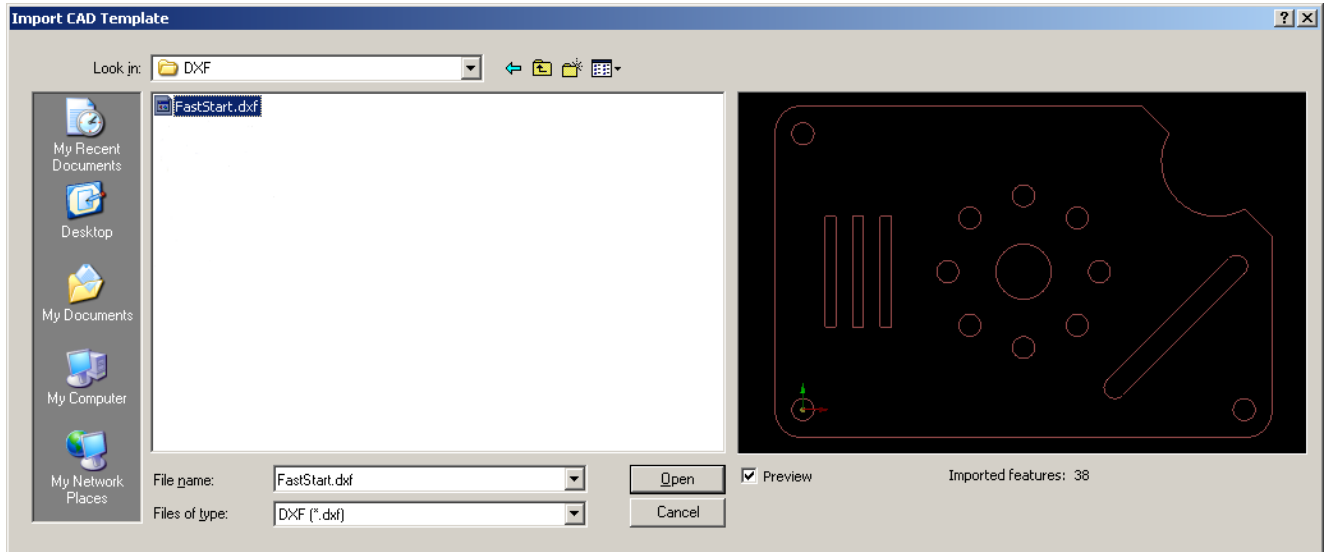 Import CAD Template
Look in:
DXF
FastStart.dxf
My Recent
Documents
Desktop
My Documents
My Computer
My Network
Places
File name:
FastStart.dxf
Open
Preview
Imported features: 38
Files of type:
DXF (*.dxf)
Cancel